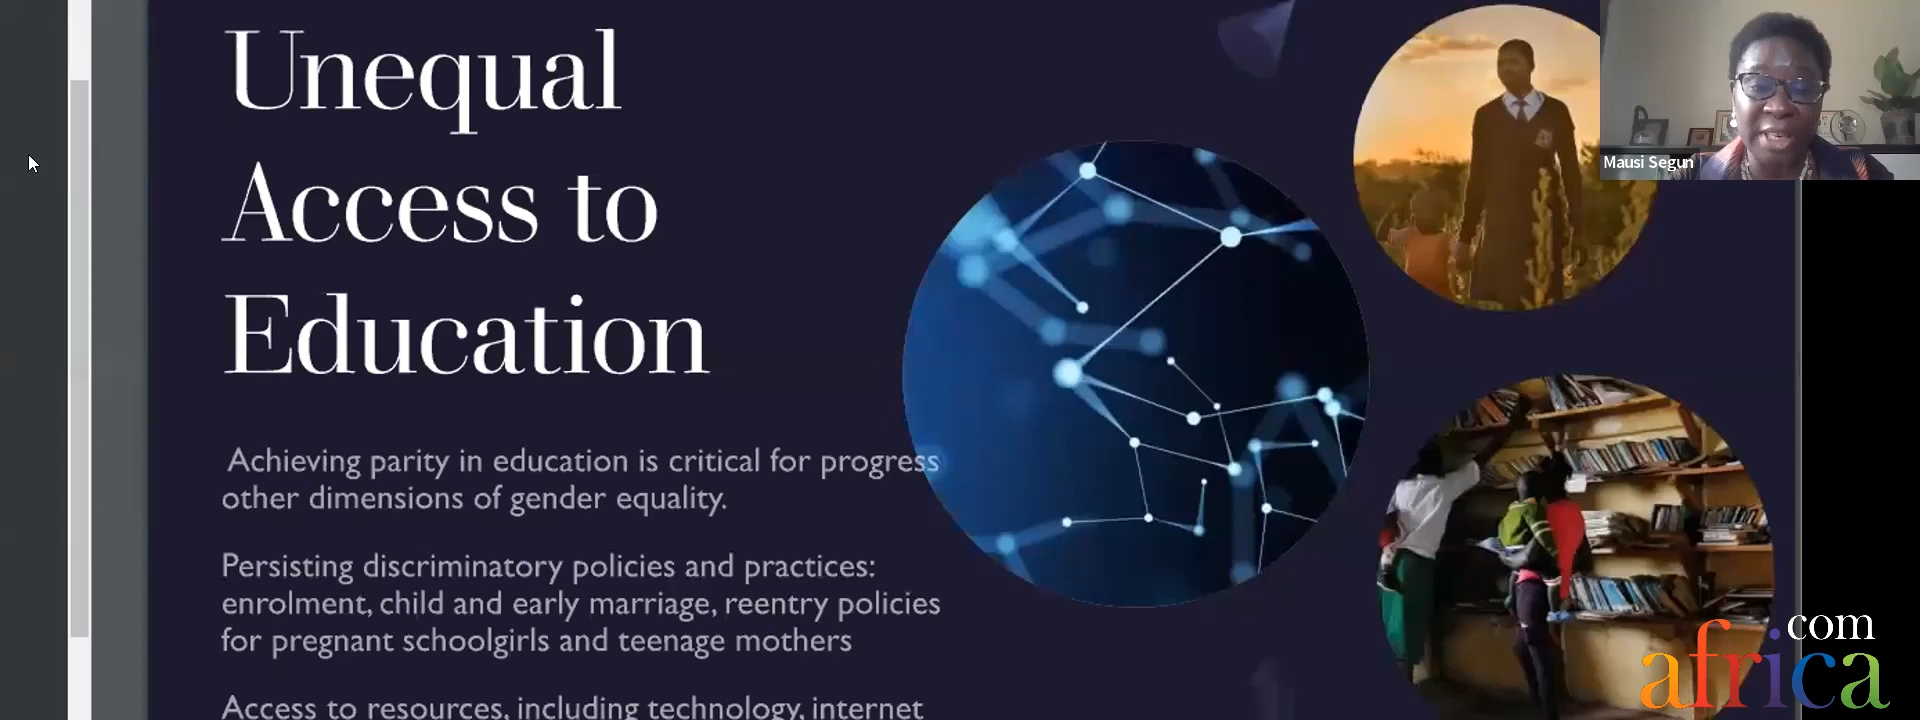 Unequal
Access to
Education
Achieving parity in education is critical for progress
other dimensions of gender equality.
Persisting discriminatory policies and practices:
enrolment, child and early marriage, reentry policies
for pregnant schoolgirls and teenage mothers
Access to resources, including technology, internet
Mausi Segun
com
africa